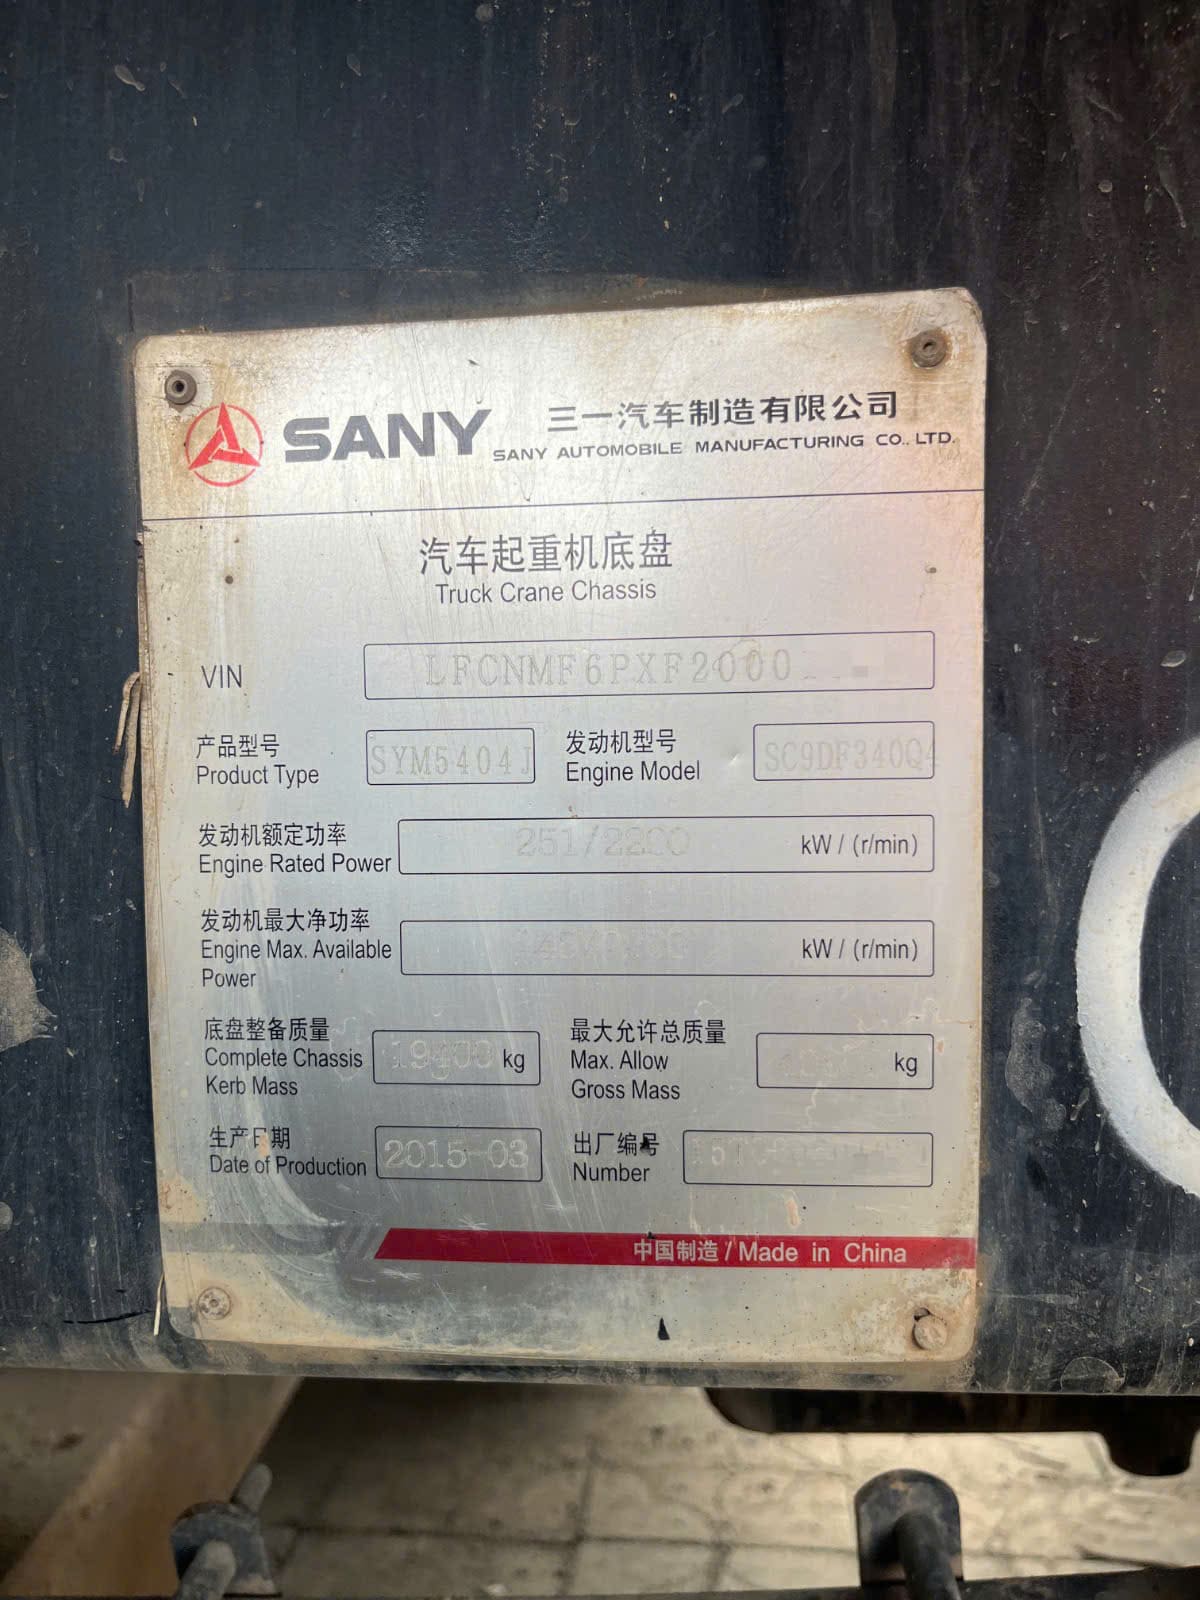 SANY 三一汽车制造有限公司
SANY AUTOMOBILE MANUFACTURING CO., LTD.
汽车起重机底盘
Truck Crane Chassis
VIN LFCNMF6PXF2000
产品型号 SYM5404J 发动机型号 SC9DF340Q4
Product Type Engine Model
发动机额定功率 251/2200 kW / (r/min)
Engine Rated Power
发动机最大净功率
Engine Max. Available kW / (r/min)
Power
底盘整备质量 最大允许总质量
Complete Chassis 19400 kg Max. Allow kg
Kerb Mass Gross Mass
生产日期 2015-03 出厂编号
Date of Production Number
中国制造 / Made in China